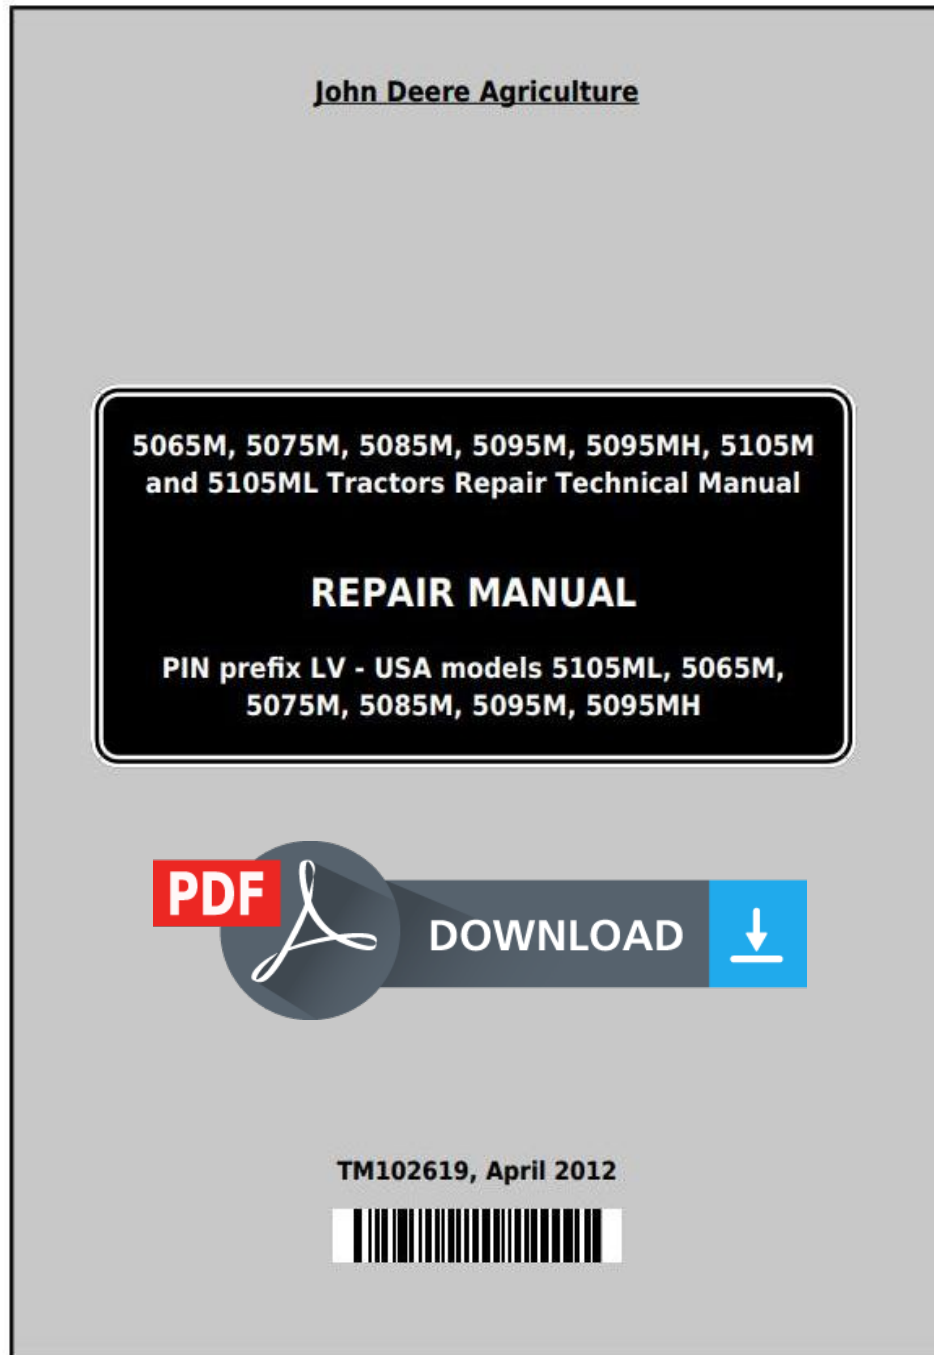 John Deere Agriculture
5065M, 5075M, 5085M, 5095M, 5095MH, 5105M
and 5105ML Tractors Repair Technical Manual
REPAIR MANUAL
PIN prefix LV - USA models 5105ML, 5065M,
5075M, 5085M, 5095M, 5095MH
PDF
DOWNLOAD
TM102619, April 2012